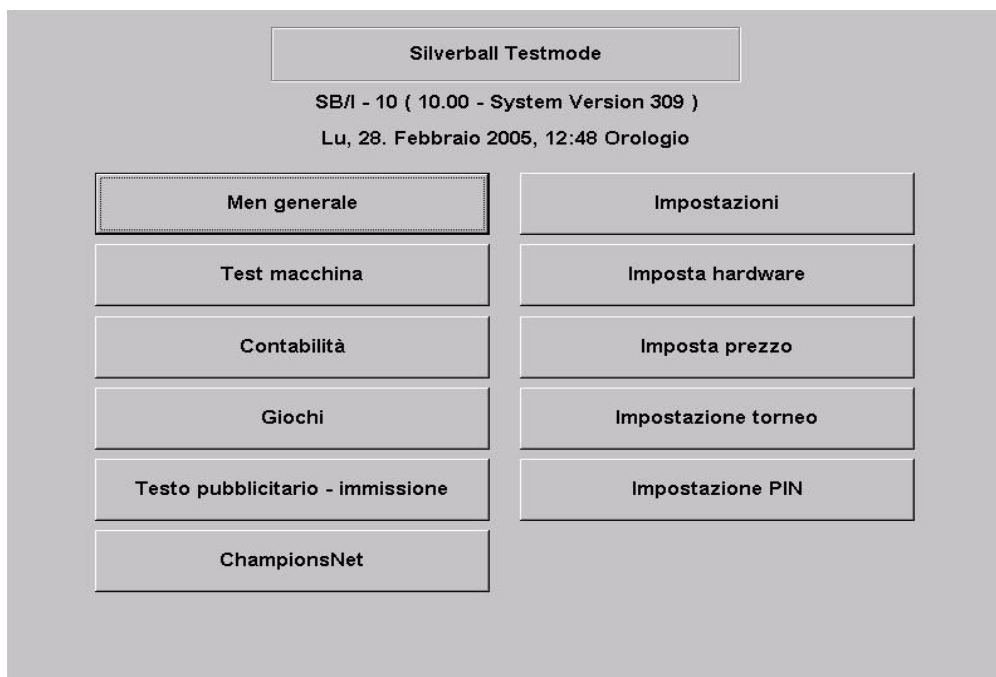 Silverball Testmode
SB/I - 10 ( 10.00 - System Version 309 )
Lu, 28. Febbraio 2005, 12:48 Orologio
Men generale
Impostazioni
Test macchina
Imposta hardware
Contabilità
Imposta prezzo
Giochi
Impostazione torneo
Testo pubblicitario - immissione
Impostazione PIN
ChampionsNet